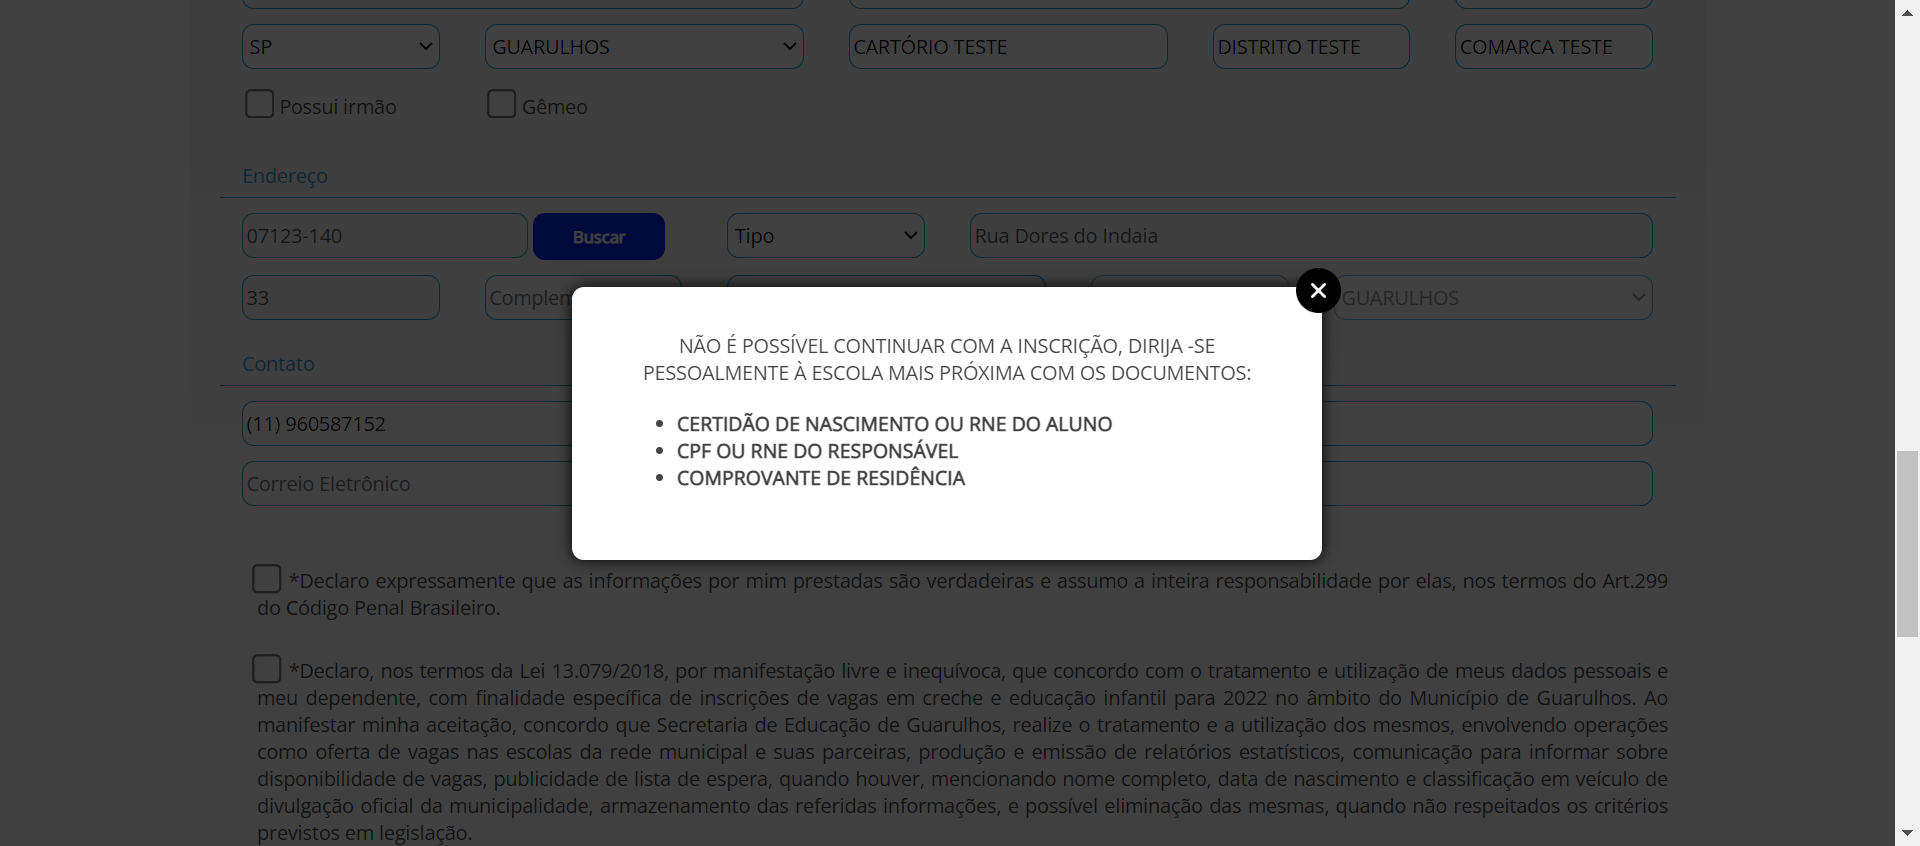 SP GUARULHOS CARTÓRIO TESTE DISTRITO TESTE COMARCA TESTE
Possui irmão Gêmeo
Endereço
07123-140 Buscar Tipo Rua Dores do Indaia
33 GUARULHOS
NÃO É POSSÍVEL CONTINUAR COM A INSCRIÇÃO, DIRIJA -SE
PESSOALMENTE À ESCOLA MAIS PRÓXIMA COM OS DOCUMENTOS:
• CERTIDÃO DE NASCIMENTO OU RNE DO ALUNO
• CPF OU RNE DO RESPONSÁVEL
• COMPROVANTE DE RESIDÊNCIA
Contato
(11) 960587152
Correio Eletrônico
*Declaro expressamente que as informações por mim prestadas são verdadeiras e assumo a inteira responsabilidade por elas, nos termos do Art.299
do Código Penal Brasileiro.
*Declaro, nos termos da Lei 13.079/2018, por manifestação livre e inequívoca, que concordo com o tratamento e utilização de meus dados pessoais e
meu dependente, com finalidade específica de inscrições de vagas em creche e educação infantil para 2022 no âmbito do Município de Guarulhos. Ao
manifestar minha aceitação, concordo que Secretaria de Educação de Guarulhos, realize o tratamento e a utilização dos mesmos, envolvendo operações
como oferta de vagas nas escolas da rede municipal e suas parceiras, produção e emissão de relatórios estatísticos, comunicação para informar sobre
disponibilidade de vagas, publicidade de lista de espera, quando houver, mencionando nome completo, data de nascimento e classificação em veículo de
divulgação oficial da municipalidade, armazenamento das referidas informações, e possível eliminação das mesmas, quando não respeitados os critérios
previstos em legislação.